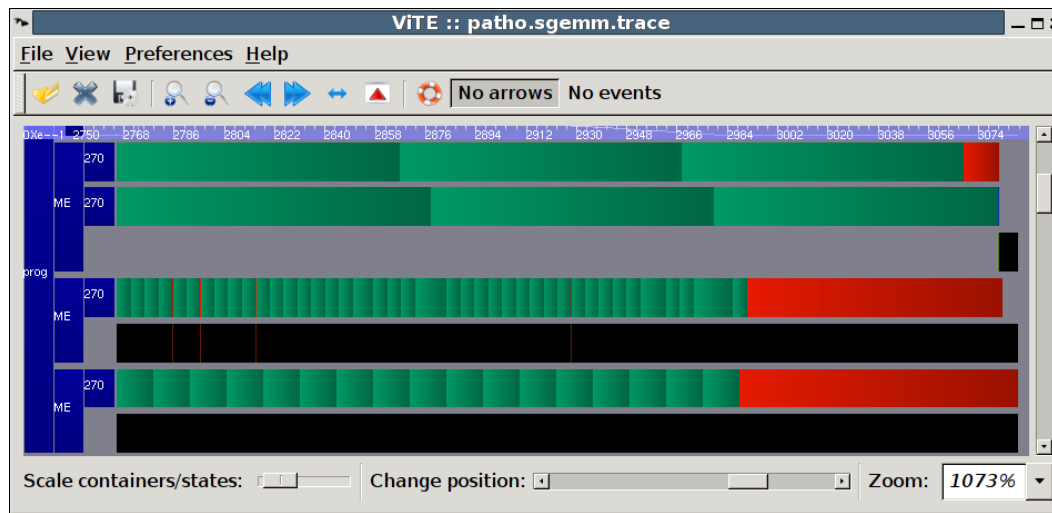 ViTE :: patho.sgemm.trace
File View Preferences Help
No arrows No events
0Xe--1 2750 2768 2786 2804 2822 2840 2858 2876 2894 2912 2930 2948 2966 2984 3002 3020 3038 3056 3074
270
ME 270
prog
270
ME
270
ME
Scale containers/states: Change position: Zoom: 1073%